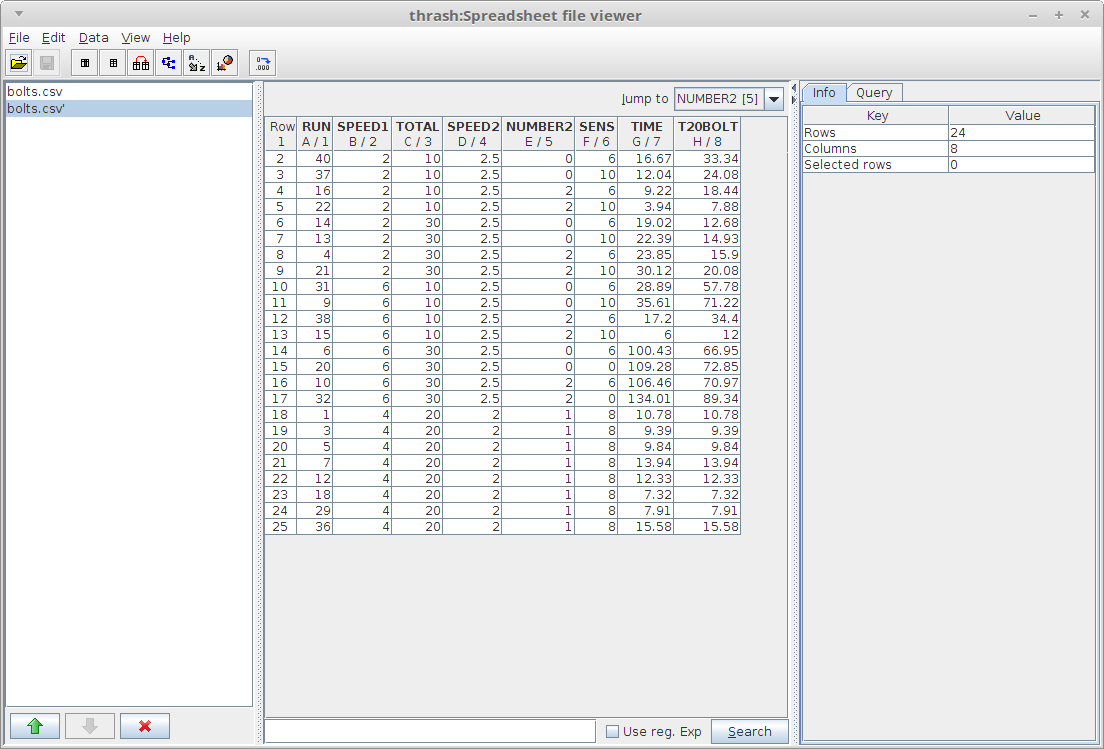 thrash:Spreadsheet file viewer
File Edit Data View Help
bolts.csv
bolts.csv'
Jump to NUMBER2 [5]
Row RUN SPEED1 TOTAL SPEED2 NUMBER2 SENS TIME T20BOLT
1 A / 1 B / 2 C / 3 D / 4 E / 5 F / 6 G / 7 H / 8
2 40 2 10 2.5 0 6 16.67 33.34
3 37 2 10 2.5 0 10 12.04 24.08
4 16 2 10 2.5 2 6 9.22 18.44
5 22 2 10 2.5 2 10 3.94 7.88
6 14 2 30 2.5 0 6 19.02 12.68
7 13 2 30 2.5 0 10 22.39 14.93
8 4 2 30 2.5 2 6 23.85 15.9
9 21 2 30 2.5 2 10 30.12 20.08
10 31 6 10 2.5 0 6 28.89 57.78
11 9 6 10 2.5 0 10 35.61 71.22
12 38 6 10 2.5 2 6 17.2 34.4
13 15 6 10 2.5 2 10 6 12
14 6 6 30 2.5 0 6 100.43 66.95
15 20 6 30 2.5 0 0 109.28 72.85
16 10 6 30 2.5 2 6 106.46 70.97
17 32 6 30 2.5 2 0 134.01 89.34
18 1 4 20 2 1 8 10.78 10.78
19 3 4 20 2 1 8 9.39 9.39
20 5 4 20 2 1 8 9.84 9.84
21 7 4 20 2 1 8 13.94 13.94
22 12 4 20 2 1 8 12.33 12.33
23 18 4 20 2 1 8 7.32 7.32
24 29 4 20 2 1 8 7.91 7.91
25 36 4 20 2 1 8 15.58 15.58
Use reg. Exp Search
Info Query
Key Value
Rows 24
Columns 8
Selected rows 0